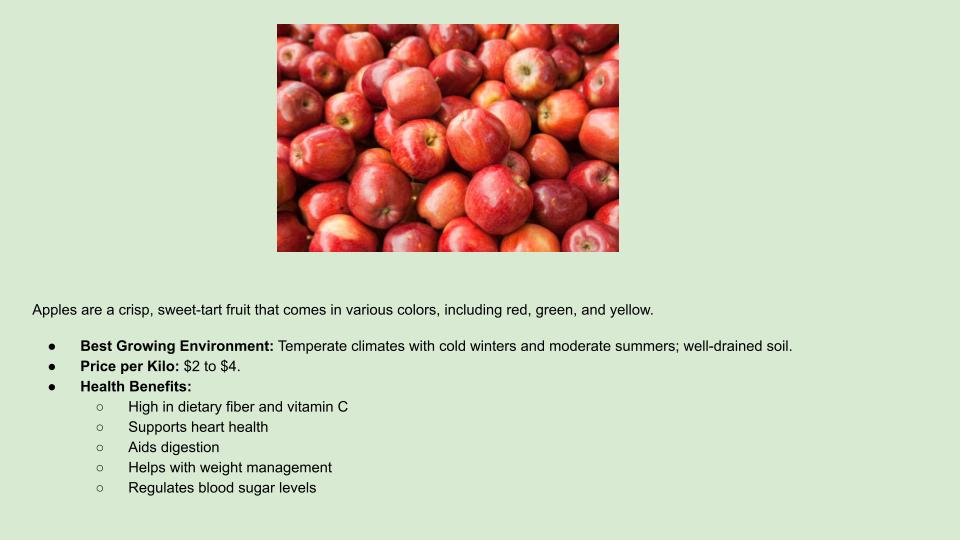 Apples are a crisp, sweet-tart fruit that comes in various colors, including red, green, and yellow.
● Best Growing Environment: Temperate climates with cold winters and moderate summers; well-drained soil.
● Price per Kilo: $2 to $4.
● Health Benefits:
○ High in dietary fiber and vitamin C
○ Supports heart health
○ Aids digestion
○ Helps with weight management
○ Regulates blood sugar levels